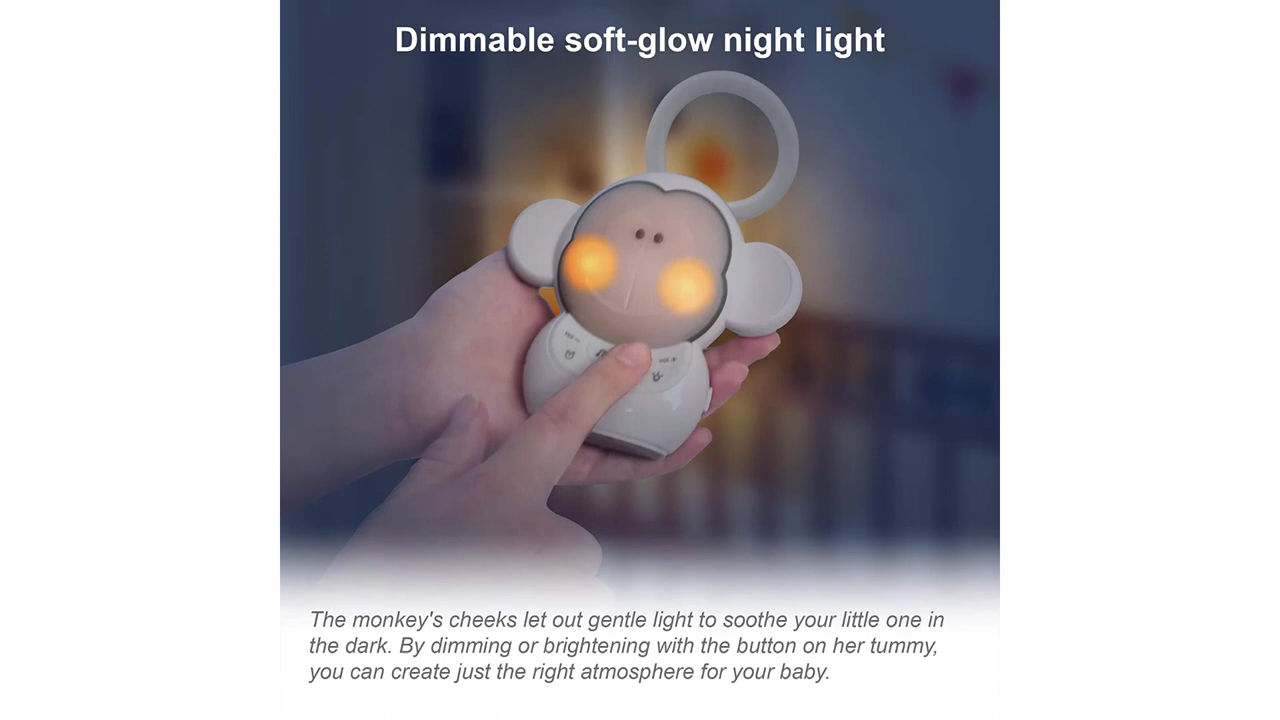 Dimmable soft-glow night light
VOL −
VOL +
The monkey's cheeks let out gentle light to soothe your little one in
the dark. By dimming or brightening with the button on her tummy,
you can create just the right atmosphere for your baby.